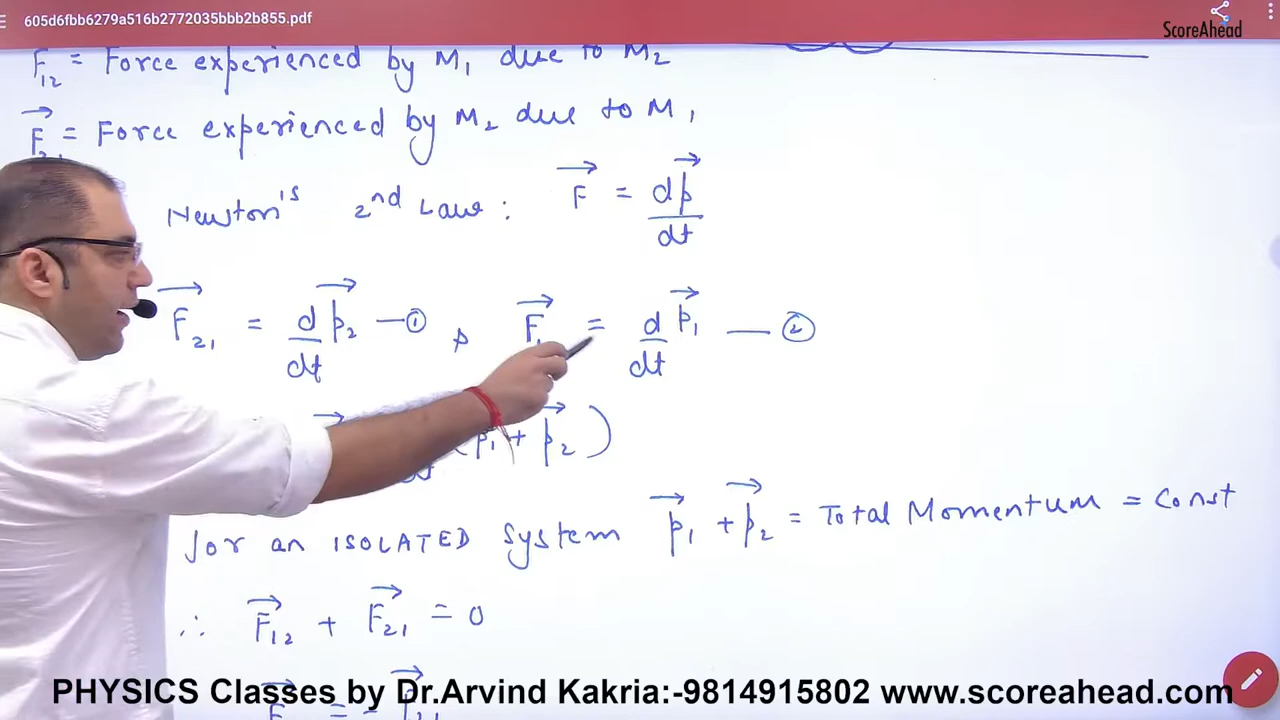 605d6fbb6279a516b2772035bbb2b855.pdf
ScoreAhead
F12 = Force experienced by M1 due to M2
F = Force experienced by M2 due to M1
Newton's 2nd Law : F = dp/dt
F21 = d/dt p2 — ① , F = d/dt p1 — ②
p1 + p2 )
for an ISOLATED System p1 + p2 = Total Momentum = Const
∴ F12 + F21 = 0
F = -
PHYSICS Classes by Dr.Arvind Kakria:-9814915802 www.scoreahead.com